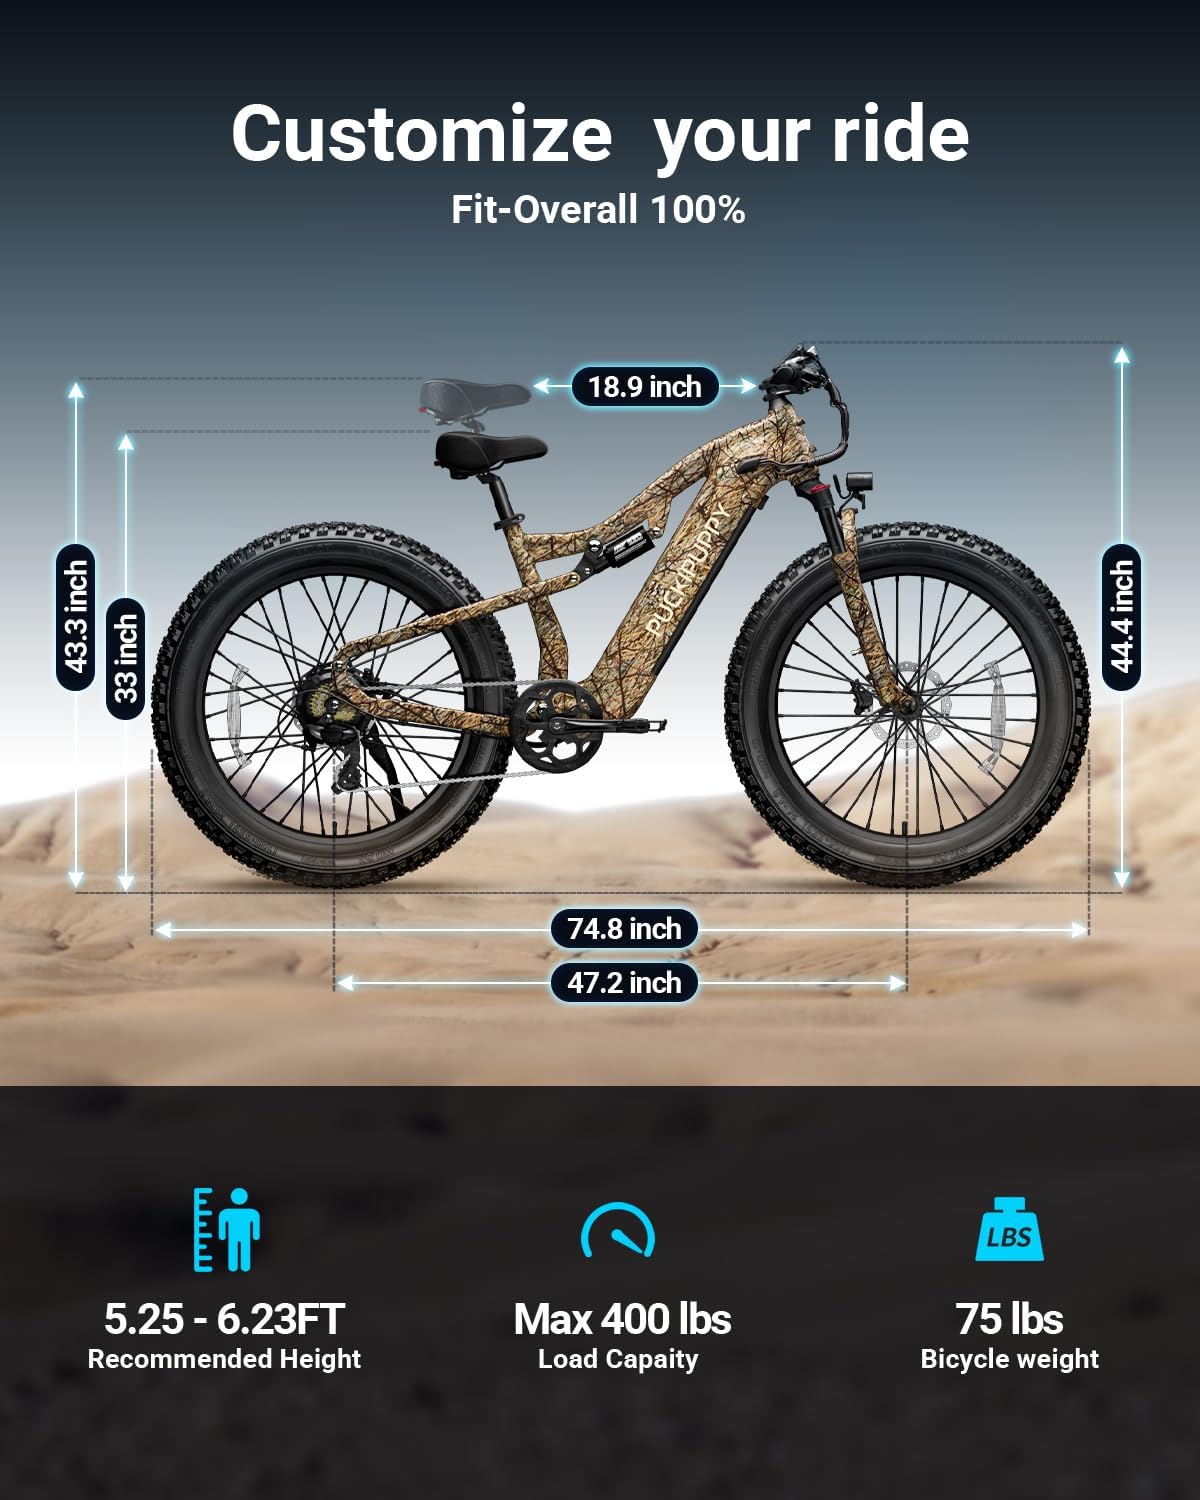 Customize your ride
Fit-Overall 100%
18.9 inch
43.3 inch
33 inch
44.4 inch
PUCKIPUPPY
74.8 inch
47.2 inch
LBS
5.25 - 6.23FT
Recommended Height
Max 400 lbs
Load Capaity
75 lbs
Bicycle weight